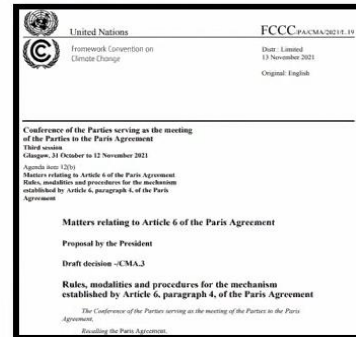 United Nations
FCCC/PA/CMA/2021/L.19
Framework Convention on
Climate Change
Distr.: Limited
13 November 2021
Original: English
Conference of the Parties serving as the meeting
of the Parties to the Paris Agreement
Third session
Glasgow, 31 October to 12 November 2021
Agenda item 12(b)
Matters relating to Article 6 of the Paris Agreement
Rules, modalities and procedures for the mechanism
established by Article 6, paragraph 4, of the Paris
Agreement
Matters relating to Article 6 of the Paris Agreement
Proposal by the President
Draft decision -/CMA.3
Rules, modalities and procedures for the mechanism
established by Article 6, paragraph 4, of the Paris Agreement
The Conference of the Parties serving as the meeting of the Parties to the Paris
Agreement,
Recalling the Paris Agreement,